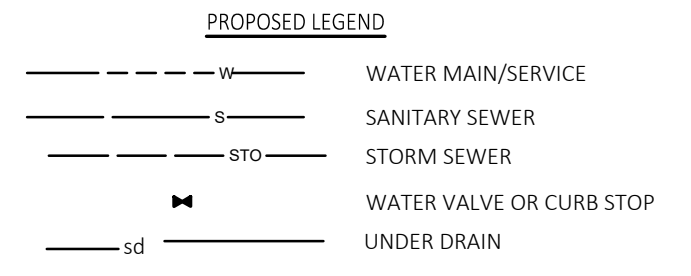 PROPOSED LEGEND
W WATER MAIN/SERVICE
S SANITARY SEWER
STO STORM SEWER
WATER VALVE OR CURB STOP
sd UNDER DRAIN